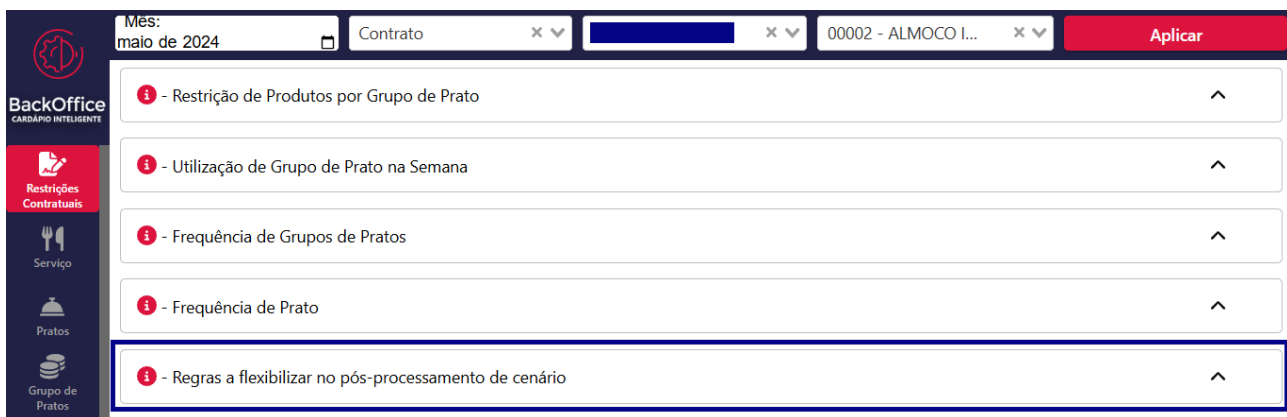 Mês:
maio de 2024
Contrato
00002 - ALMOCO I...
Aplicar
BackOffice
CARDÁPIO INTELIGENTE
Restrições
Contratuais
Serviço
Pratos
Grupo de
Pratos
- Restrição de Produtos por Grupo de Prato
- Utilização de Grupo de Prato na Semana
- Frequência de Grupos de Pratos
- Frequência de Prato
- Regras a flexibilizar no pós-processamento de cenário